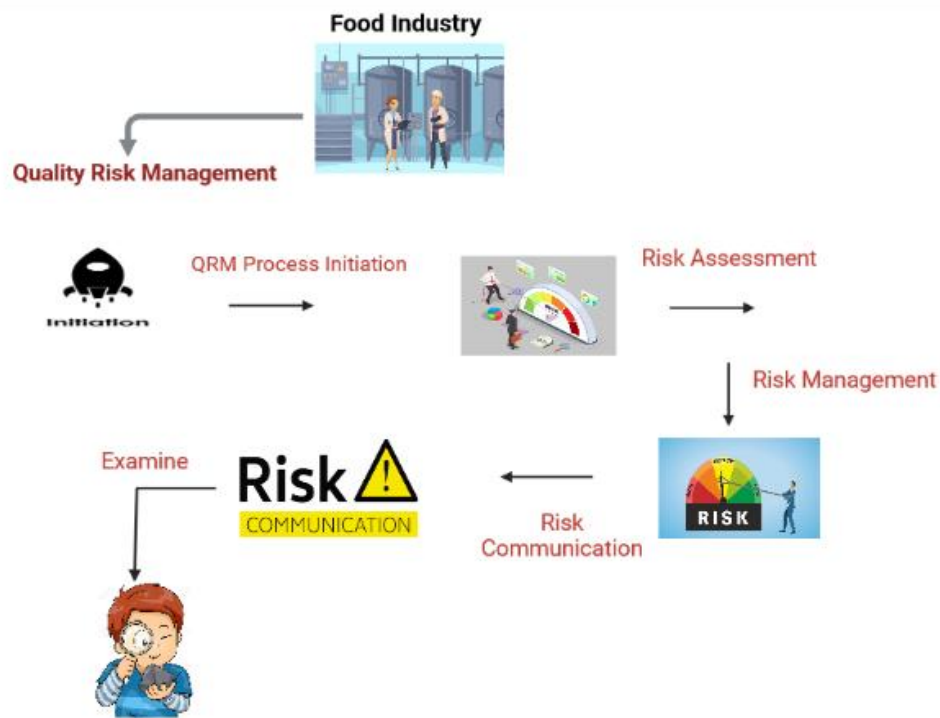 Food Industry
Quality Risk Management
QRM Process Initiation
Initiation
Risk Assessment
Risk Management
Examine
Risk
COMMUNICATION
Risk
Communication
RISK